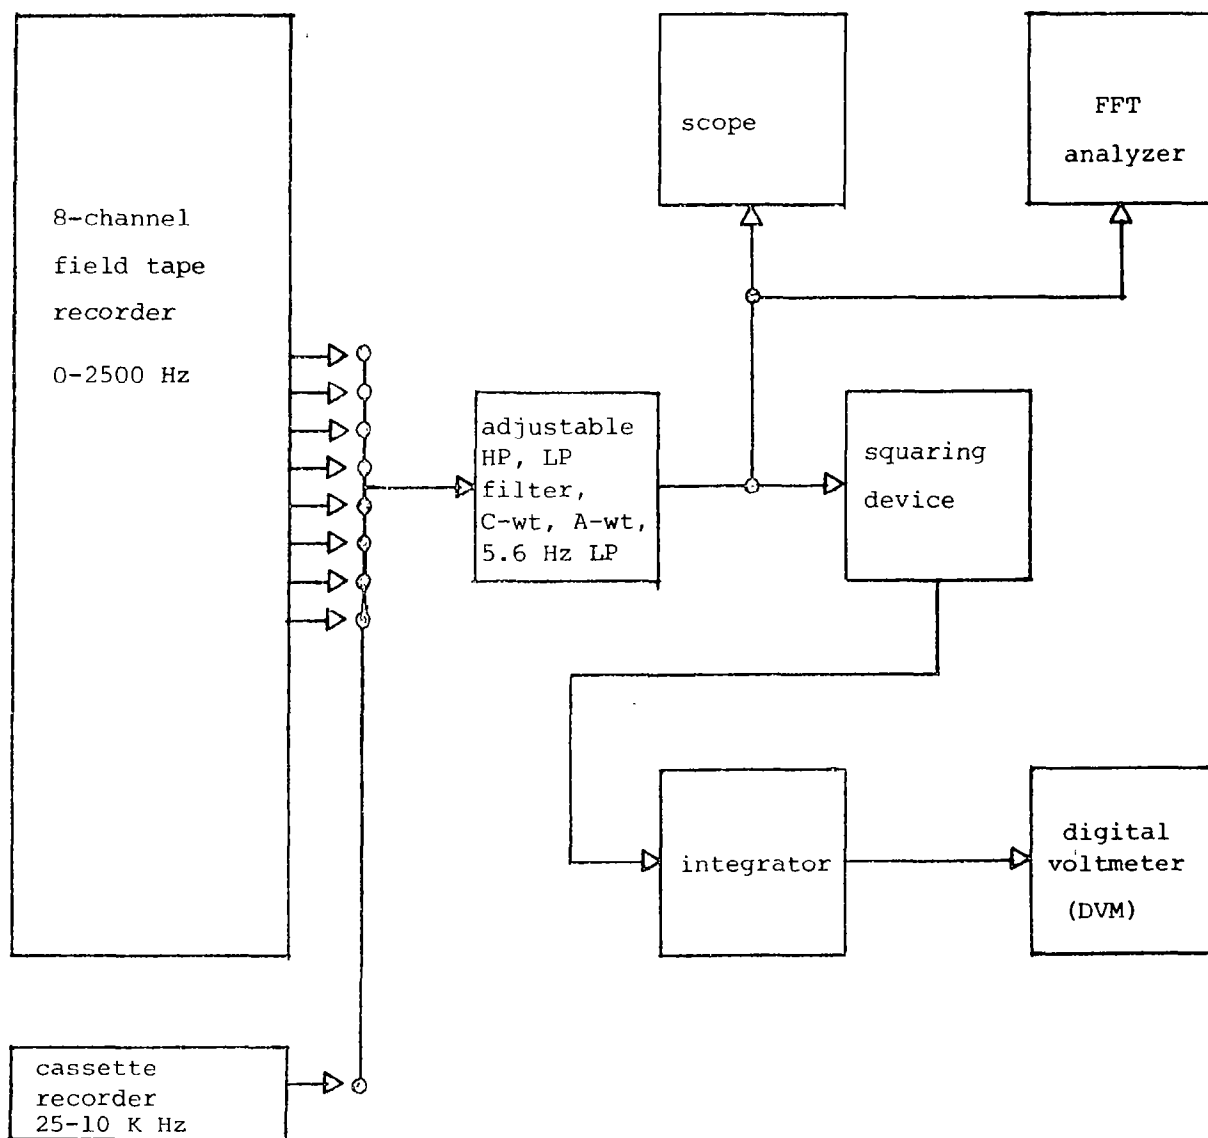 8-channel
field tape
recorder
0-2500 Hz
scope
FFT
analyzer
adjustable
HP, LP
filter,
C-wt, A-wt,
5.6 Hz LP
squaring
device
integrator
digital
voltmeter
(DVM)
cassette
recorder
25-10 K Hz